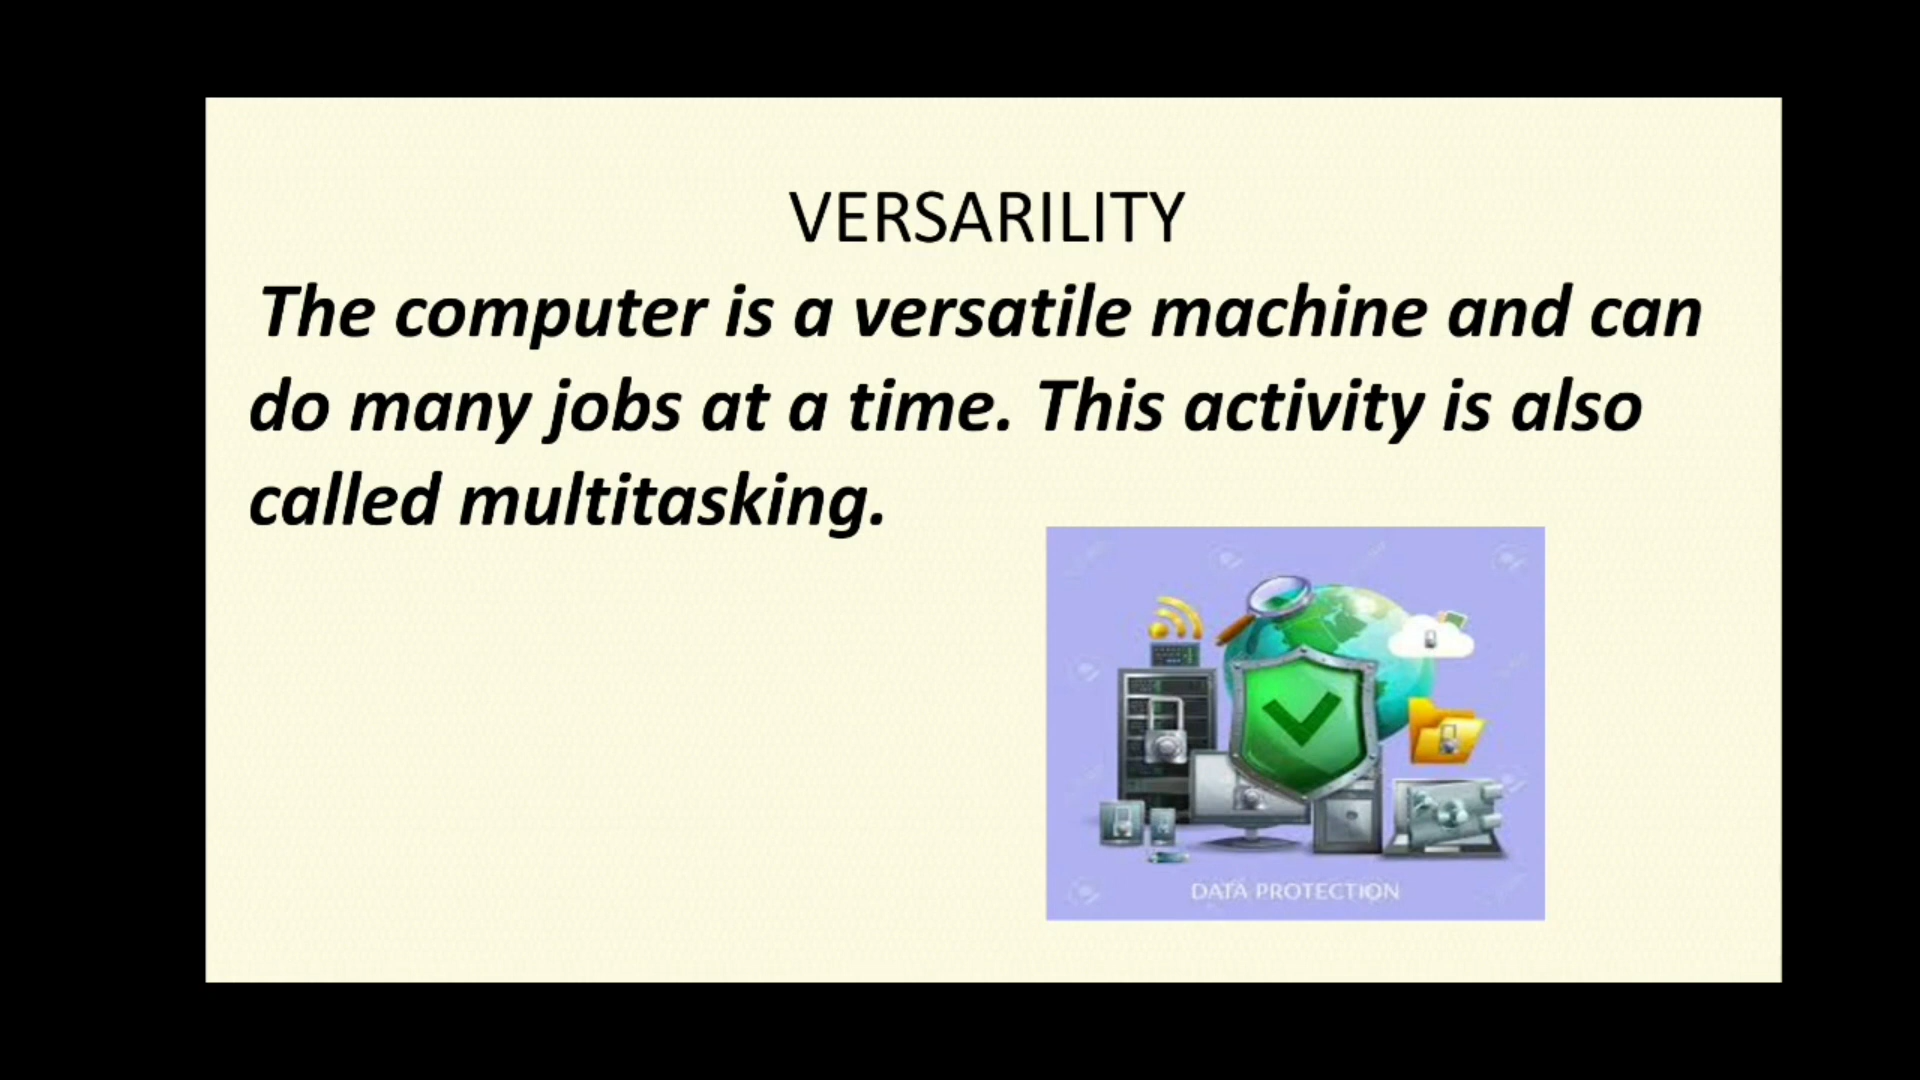 VERSARILITY
The computer is a versatile machine and can
do many jobs at a time. This activity is also
called multitasking.
DATA PROTECTION